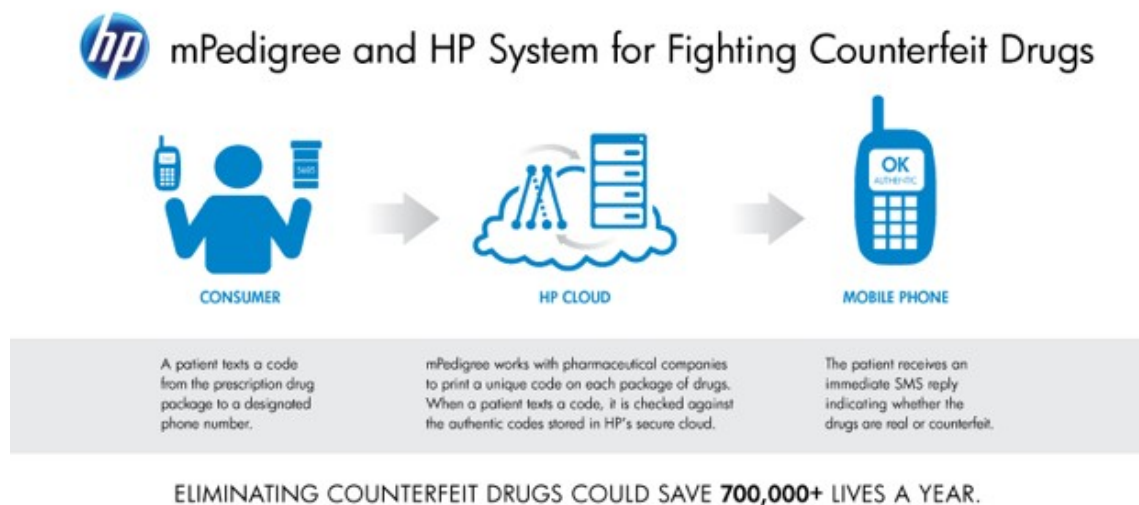 hp mPedigree and HP System for Fighting Counterfeit Drugs
5685
OK
AUTHENTIC
CONSUMER
HP CLOUD
MOBILE PHONE
A patient texts a code
from the prescription drug
package to a designated
phone number.
mPedigree works with pharmaceutical companies
to print a unique code on each package of drugs.
When a patient texts a code, it is checked against
the authentic codes stored in HP's secure cloud.
The patient receives an
immediate SMS reply
indicating whether the
drugs are real or counterfeit.
ELIMINATING COUNTERFEIT DRUGS COULD SAVE 700,000+ LIVES A YEAR.